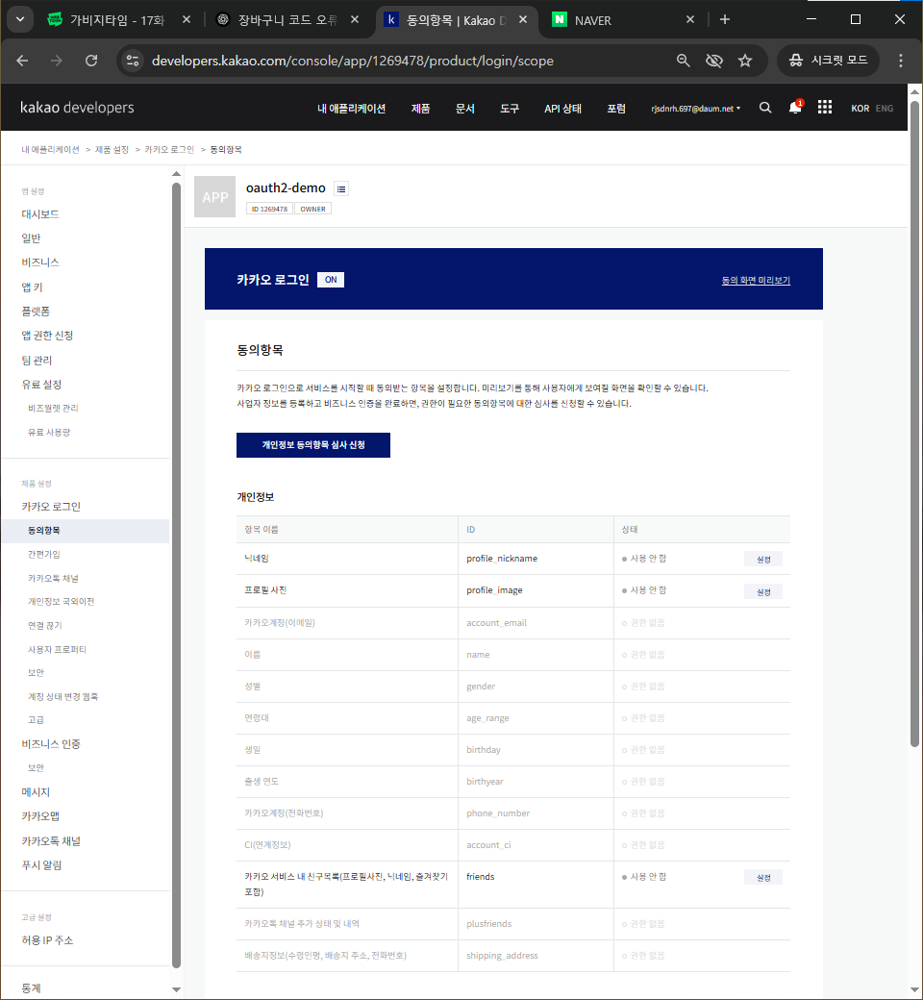 가비지타임 - 17화
장바구니 코드 오류
동의항목 | Kakao D
NAVER
developers.kakao.com/console/app/1269478/product/login/scope
시크릿 모드
kakao developers
내 애플리케이션
제품
문서
도구
API 상태
포럼
rjsdnrh.697@daum.net
1
KOR ENG
내 애플리케이션 > 제품 설정 > 카카오 로그인 > 동의항목
앱 설정
대시보드
일반
비즈니스
앱 키
플랫폼
앱 권한 신청
팀 관리
유료 설정
비즈월렛 관리
유료 사용량
제품 설정
카카오 로그인
동의항목
간편가입
카카오톡 채널
개인정보 국외이전
연결 끊기
사용자 프로퍼티
보안
계정 상태 변경 웹훅
고급
비즈니스 인증
보안
메시지
카카오맵
카카오톡 채널
푸시 알림
고급 설정
허용 IP 주소
통계
APP
oauth2-demo
ID 1269478 OWNER
카카오 로그인 ON
동의 화면 미리보기
동의항목
카카오 로그인으로 서비스를 시작할 때 동의받는 항목을 설정합니다. 미리보기를 통해 사용자에게 보여질 화면을 확인할 수 있습니다.
사업자 정보를 등록하고 비즈니스 인증을 완료하면, 권한이 필요한 동의항목에 대한 심사를 신청할 수 있습니다.
개인정보 동의항목 심사 신청
개인정보
항목 이름 ID 상태
닉네임 profile_nickname 사용 안 함 설정
프로필 사진 profile_image 사용 안 함 설정
카카오계정(이메일) account_email 권한 없음
이름 name 권한 없음
성별 gender 권한 없음
연령대 age_range 권한 없음
생일 birthday 권한 없음
출생 연도 birthyear 권한 없음
카카오계정(전화번호) phone_number 권한 없음
CI(연계정보) account_ci 권한 없음
카카오 서비스 내 친구목록(프로필사진, 닉네임, 즐겨찾기 friends 사용 안 함 설정
포함)
카카오톡 채널 추가 상태 및 내역 plusfriends 권한 없음
배송지정보(수령인명, 배송지 주소, 전화번호) shipping_address 권한 없음